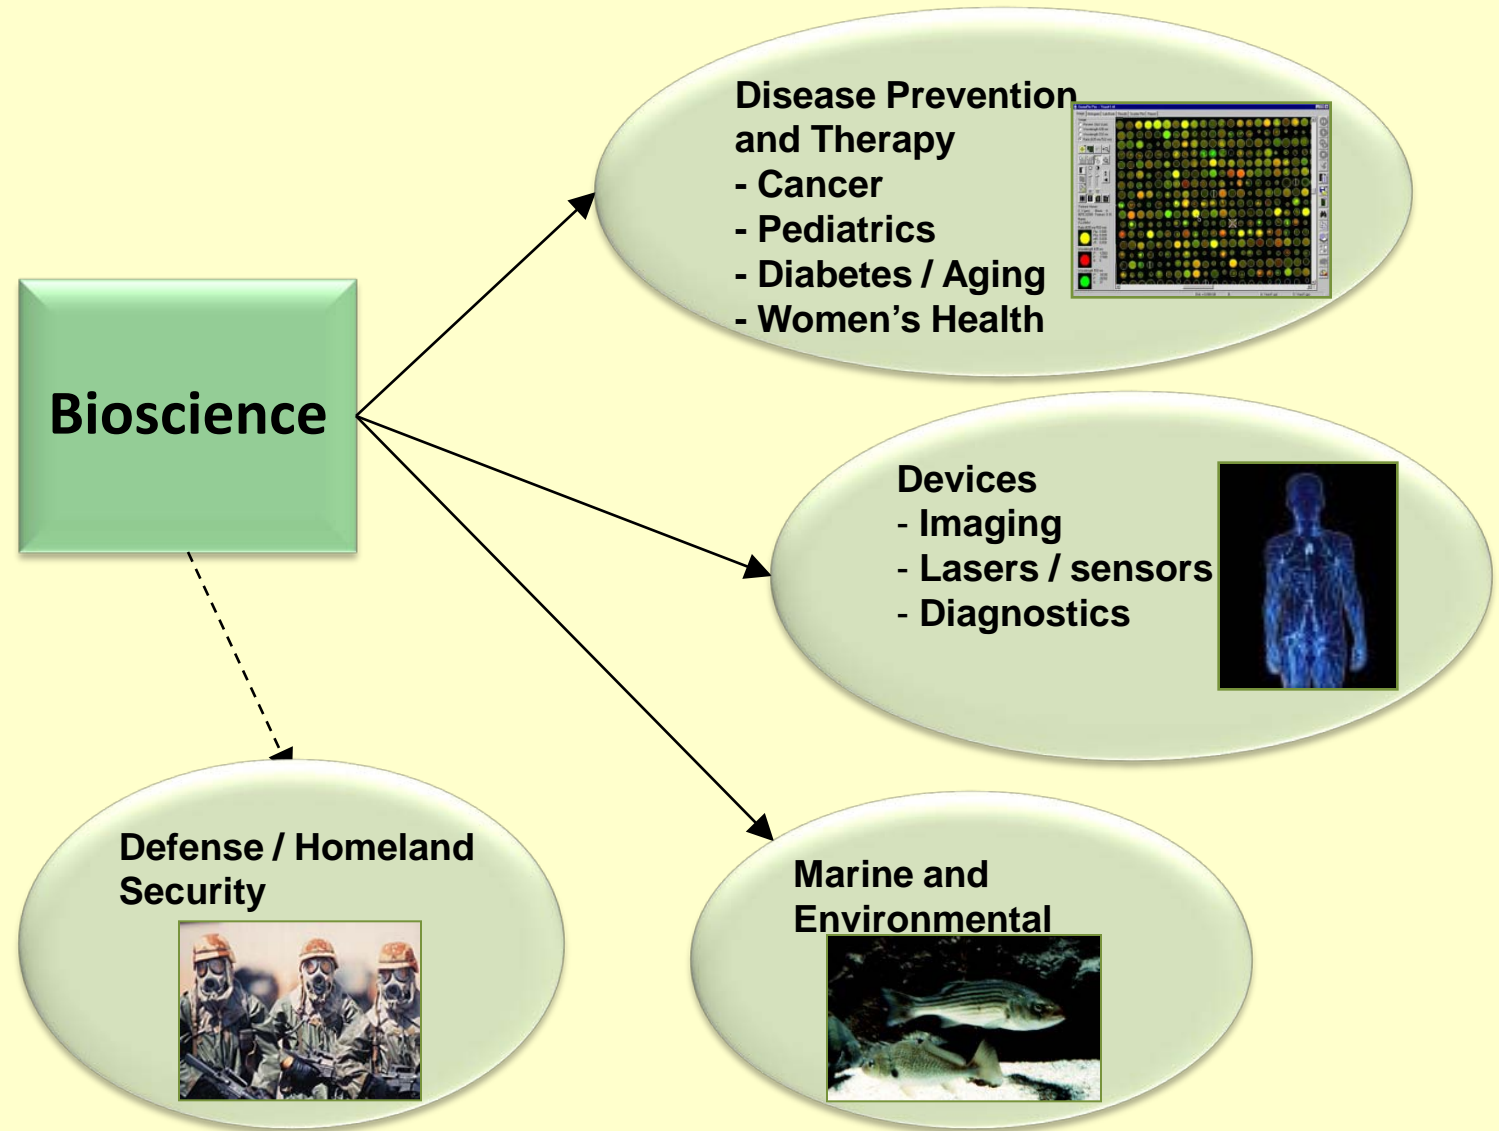 Bioscience
Disease Prevention
and Therapy
- Cancer
- Pediatrics
- Diabetes / Aging
- Women’s Health
Devices
- Imaging
- Lasers / sensors
- Diagnostics
Defense / Homeland
Security
Marine and
Environmental